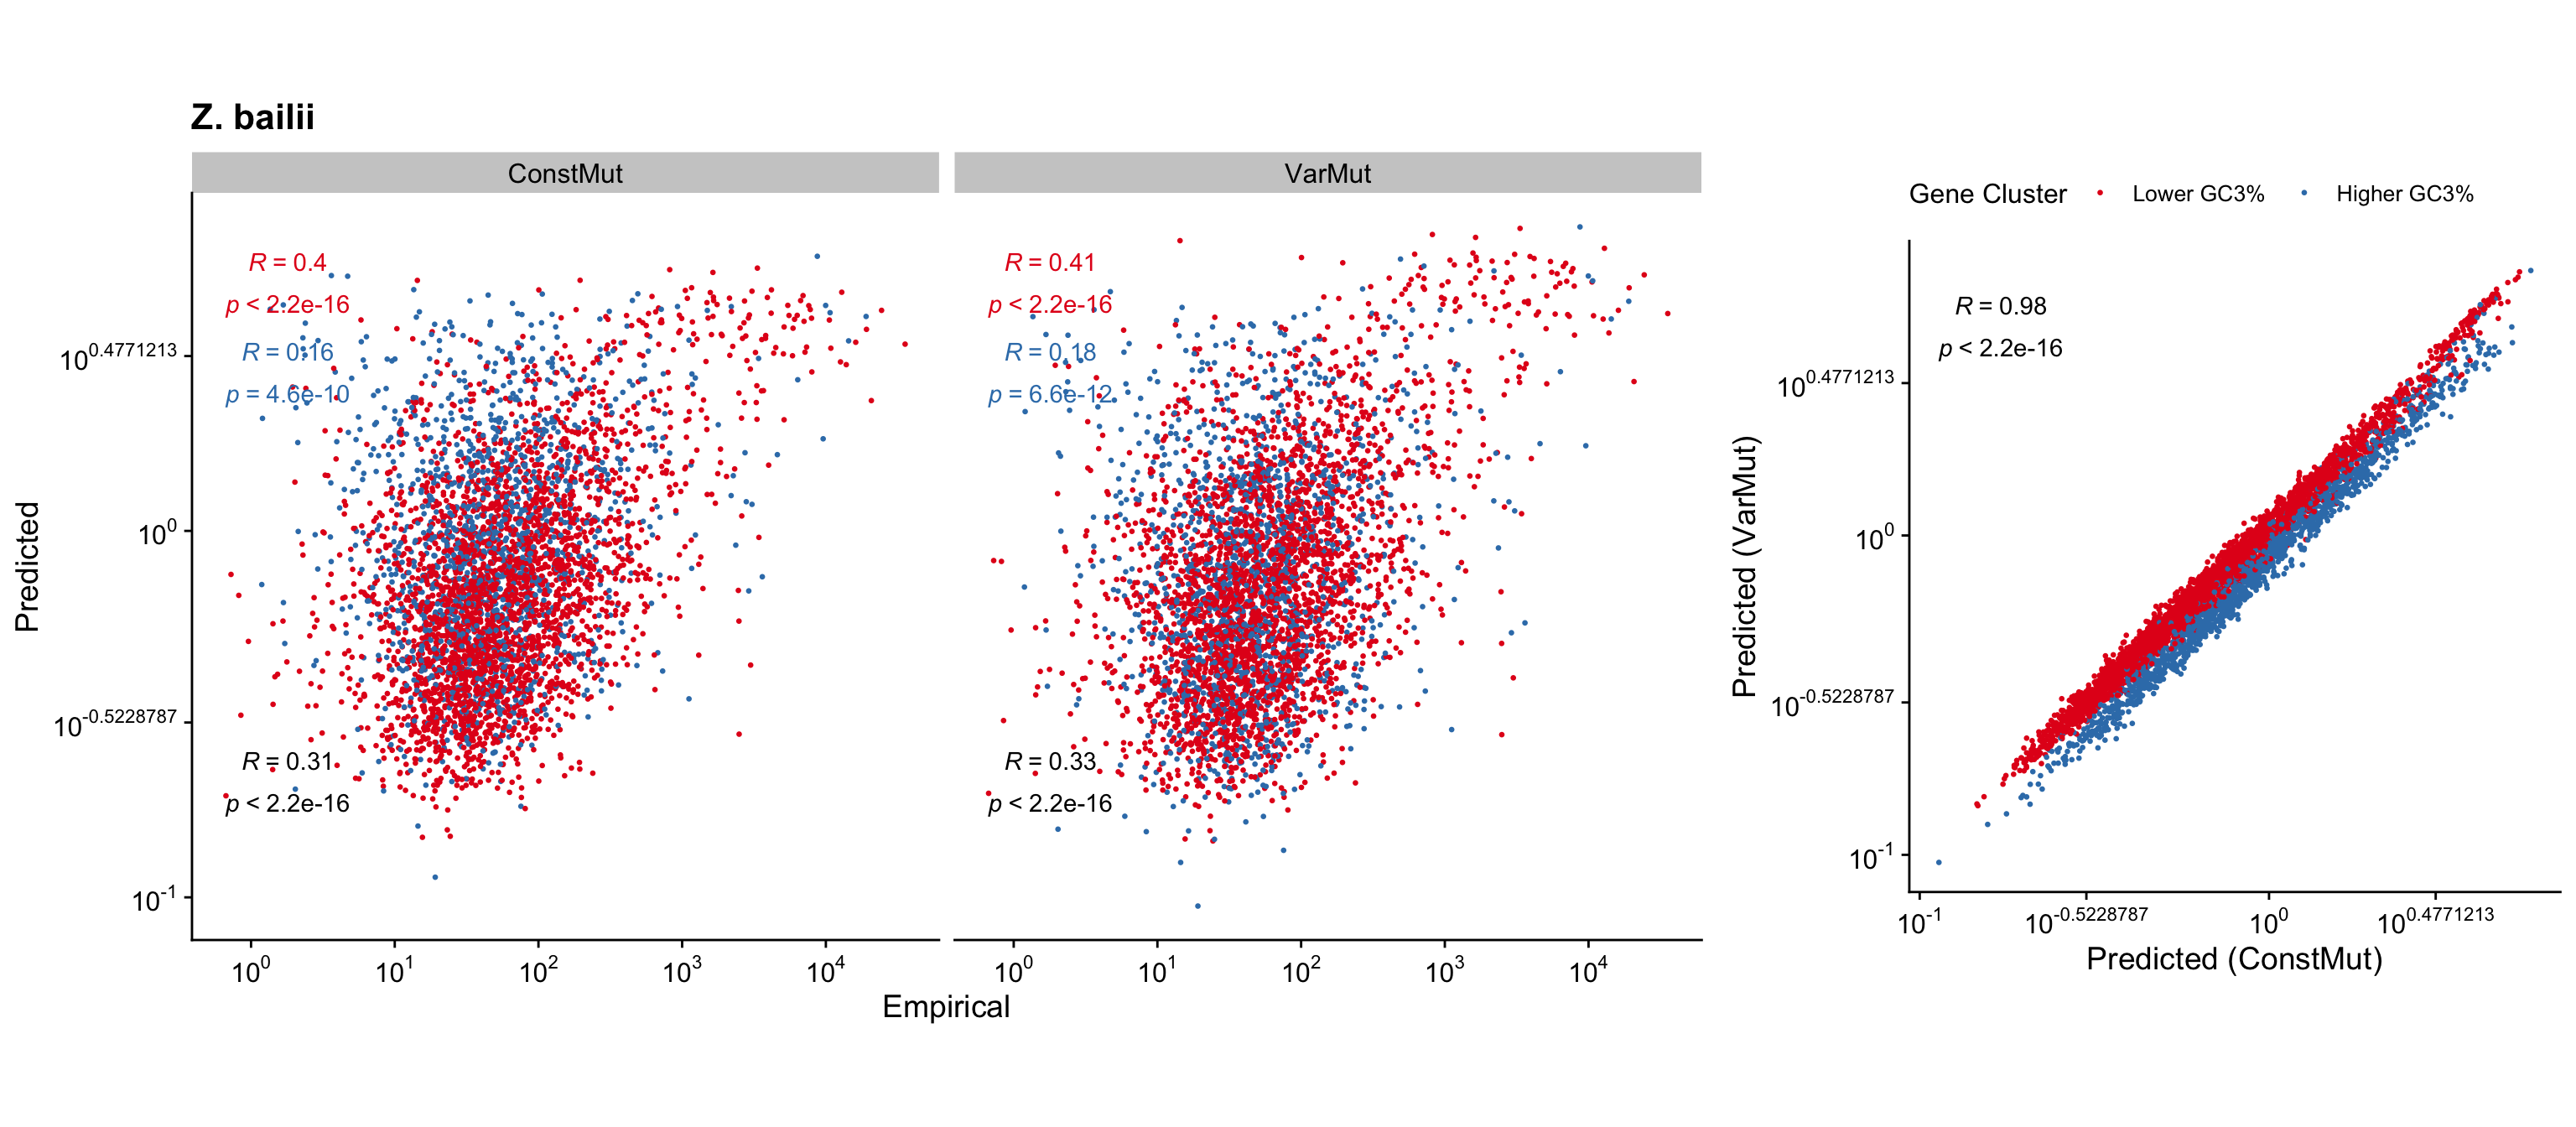 Z. bailii
ConstMut
VarMut
Gene Cluster Lower GC3% Higher GC3%
R = 0.4
p < 2.2e-16
R = 0.16
p = 4.6e-10
R = 0.31
p < 2.2e-16
R = 0.41
p < 2.2e-16
R = 0.18
p = 6.6e-12
R = 0.33
p < 2.2e-16
R = 0.98
p < 2.2e-16
Predicted
10^0.4771213
10^0
10^-0.5228787
10^-1
10^0 10^1 10^2 10^3 10^4
10^0 10^1 10^2 10^3 10^4
Empirical
Predicted (VarMut)
10^0.4771213
10^0
10^-0.5228787
10^-1
10^-1 10^-0.5228787 10^0 10^0.4771213
Predicted (ConstMut)